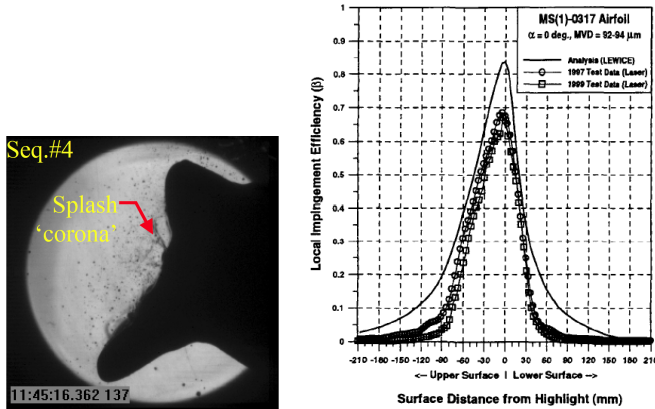 Seq.#4
Splash
‘corona’
11:45:16.362 137
MS(1)-0317 Airfoil
α = 0 deg., MVD = 92-94 µm
Analysis (LEWICE)
1997 Test Data (Laser)
1999 Test Data (Laser)
Local Impingement Efficiency (β)
1
0.9
0.8
0.7
0.6
0.5
0.4
0.3
0.2
0.1
0
-210 -180 -150 -120 -90 -60 -30 0 30 60 90 120 150 180 210
<-- Upper Surface | Lower Surface -->
Surface Distance from Highlight (mm)